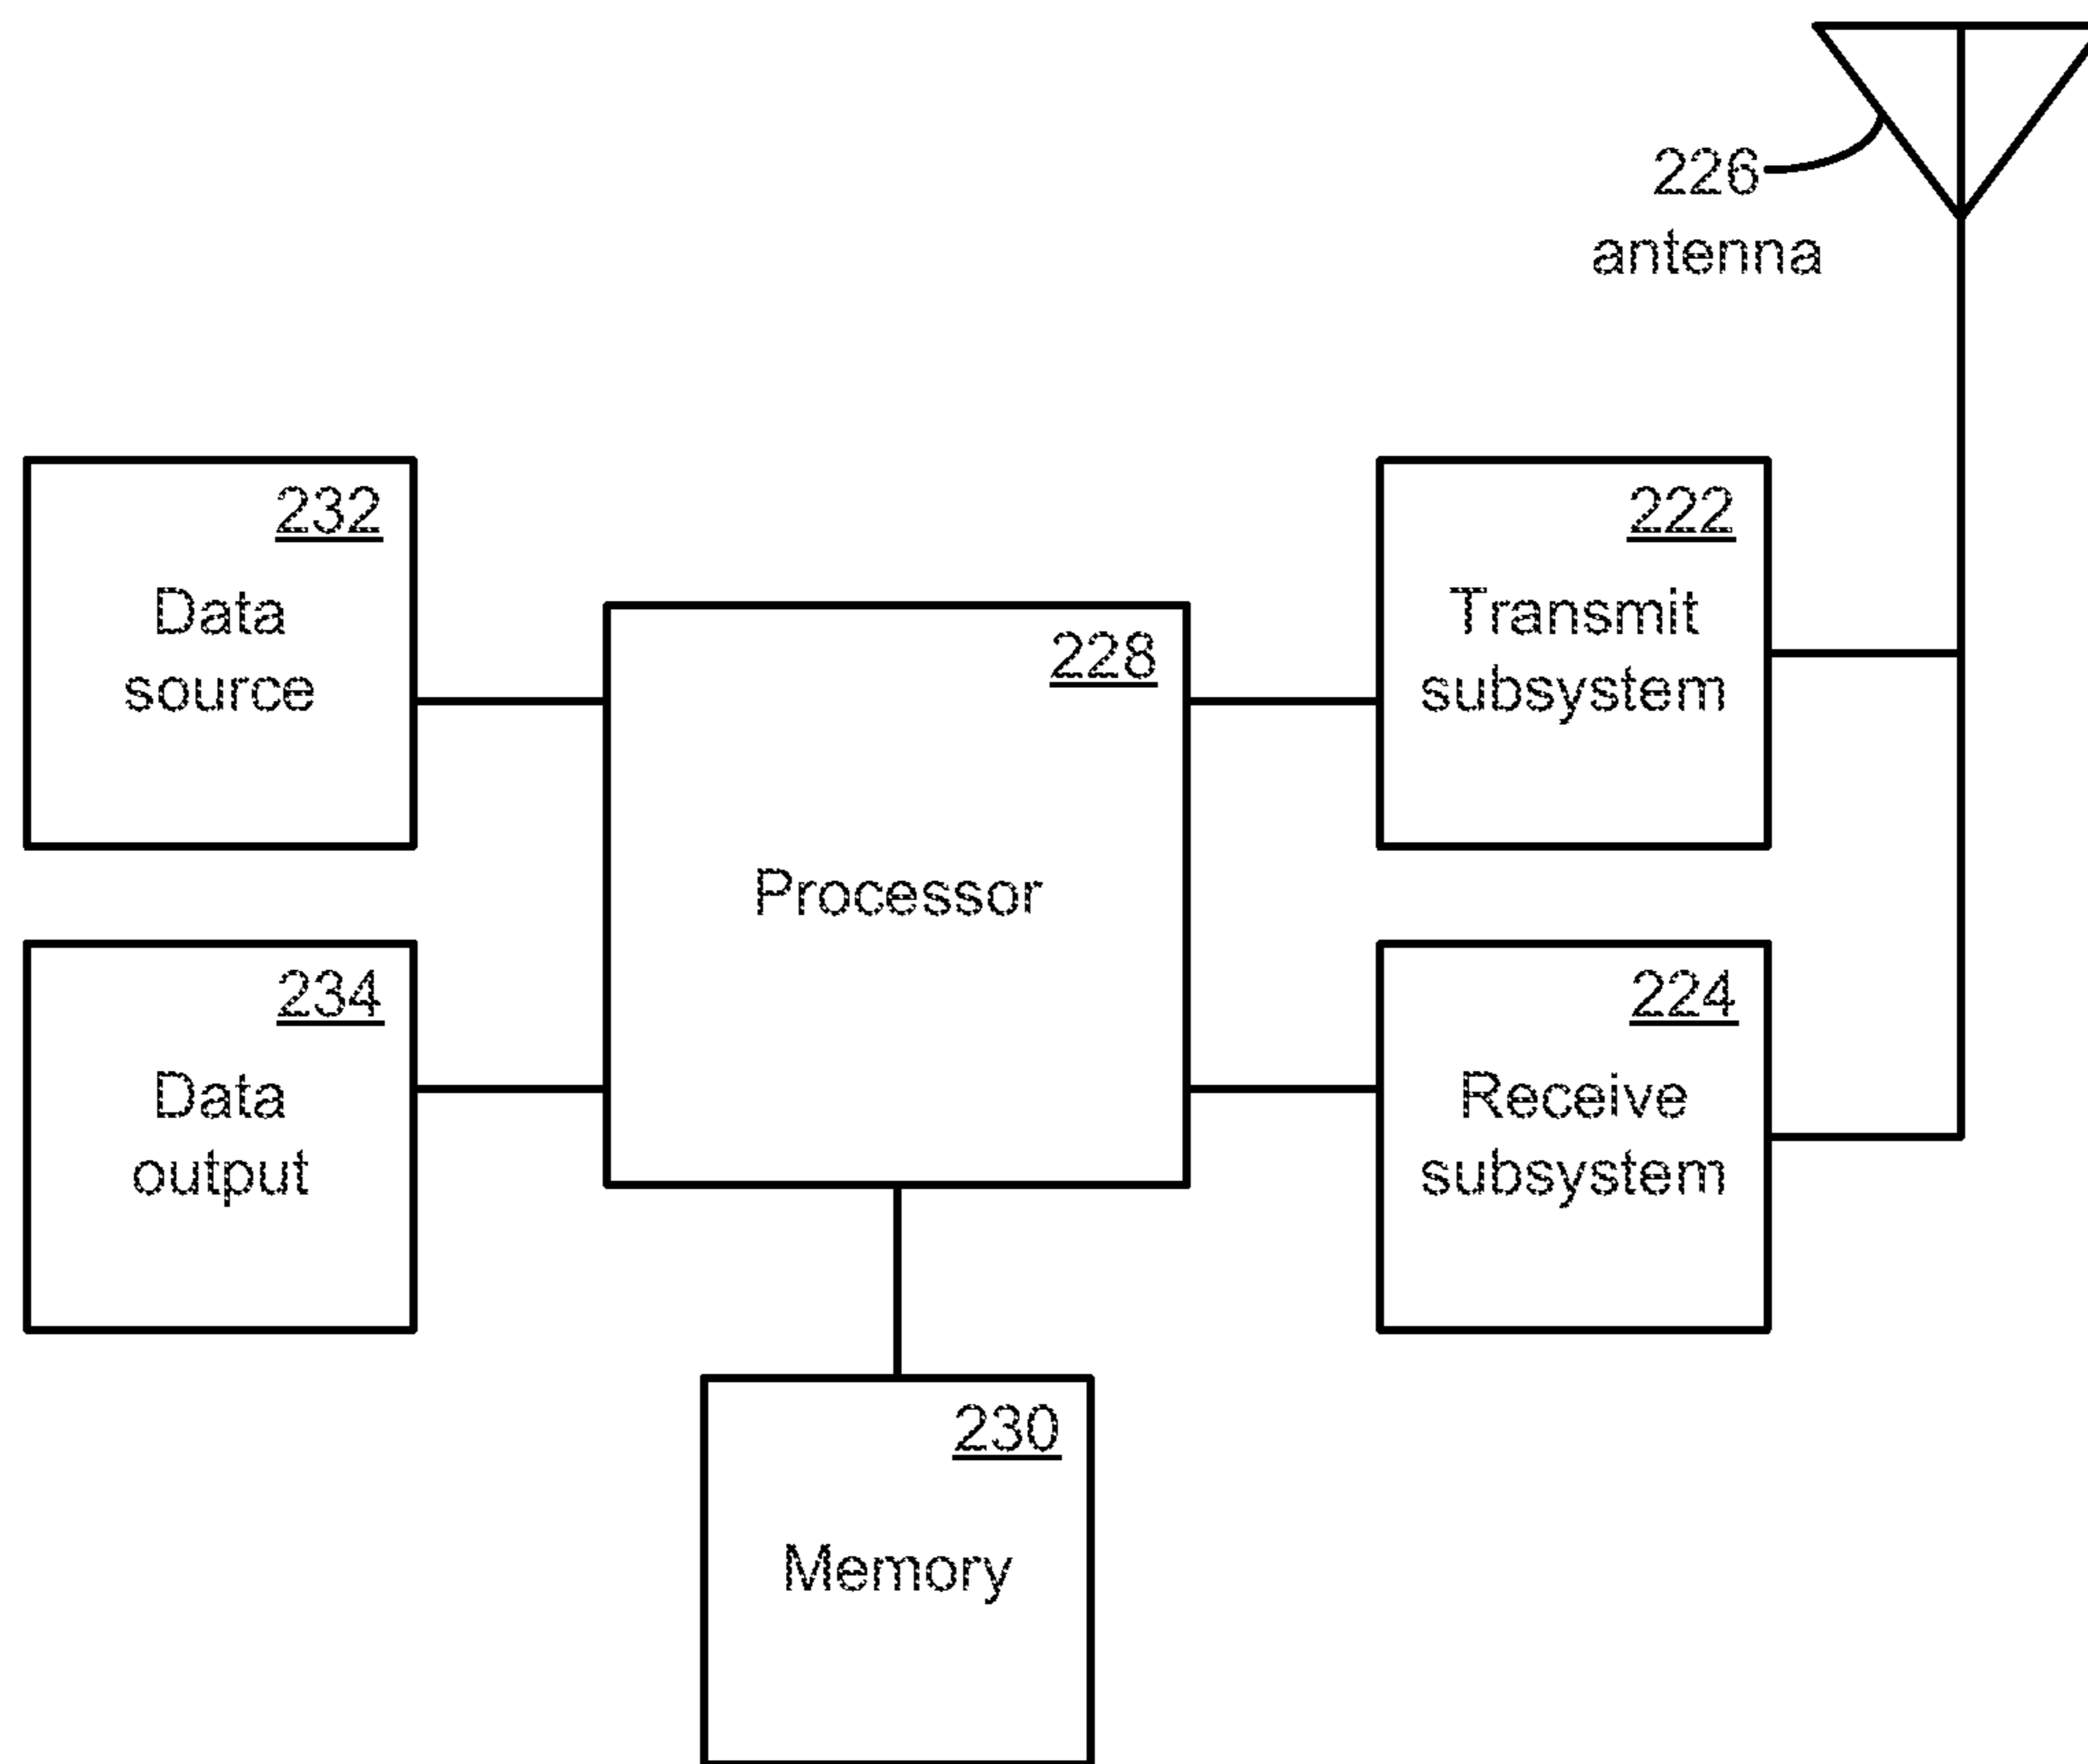 226
antenna
232
Data
source
228
Processor
222
Transmit
subsystem
234
Data
output
224
Receive
subsystem
230
Memory